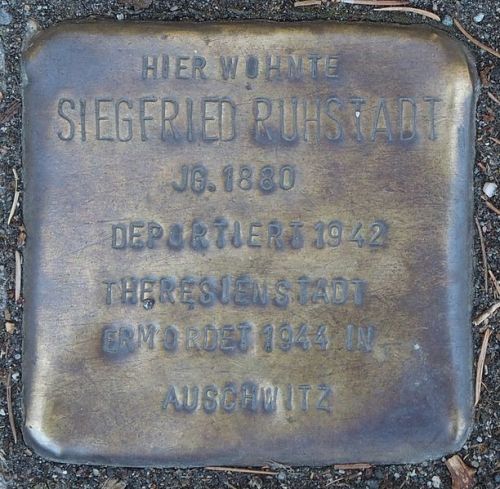 HIER WOHNTE
SIEGFRIED RUHSTADT
JG. 1880
DEPORTIERT 1942
THERESIENSTADT
ERMORDET 1944 IN
AUSCHWITZ